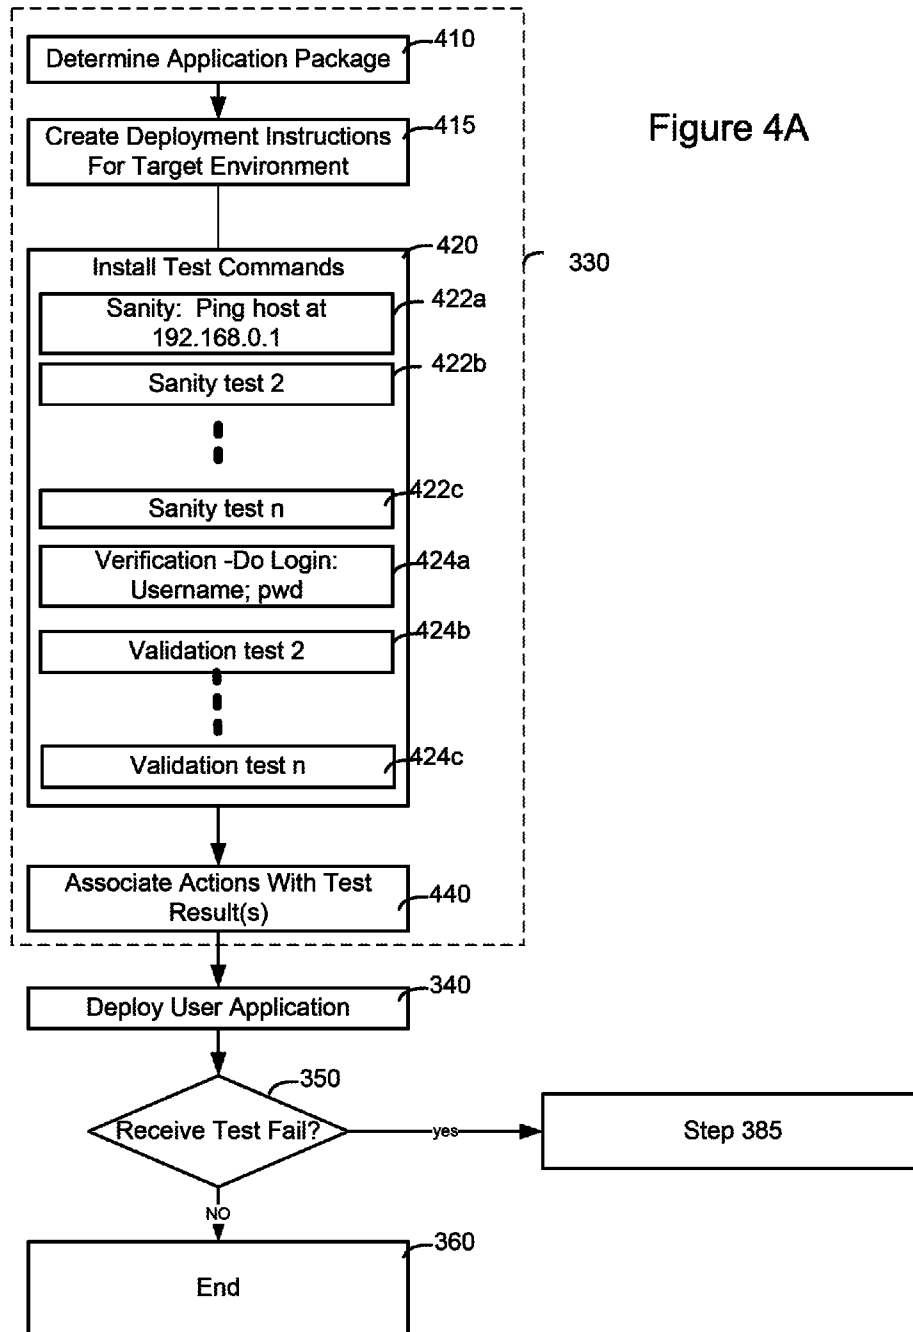 Determine Application Package
410
Figure 4A
Create Deployment Instructions
For Target Environment
415
Install Test Commands
420
330
Sanity: Ping host at
192.168.0.1
422a
Sanity test 2
422b
Sanity test n
422c
Verification -Do Login:
Username; pwd
424a
Validation test 2
424b
Validation test n
424c
Associate Actions With Test
Result(s)
440
Deploy User Application
340
350
Receive Test Fail?
yes
Step 385
NO
360
End